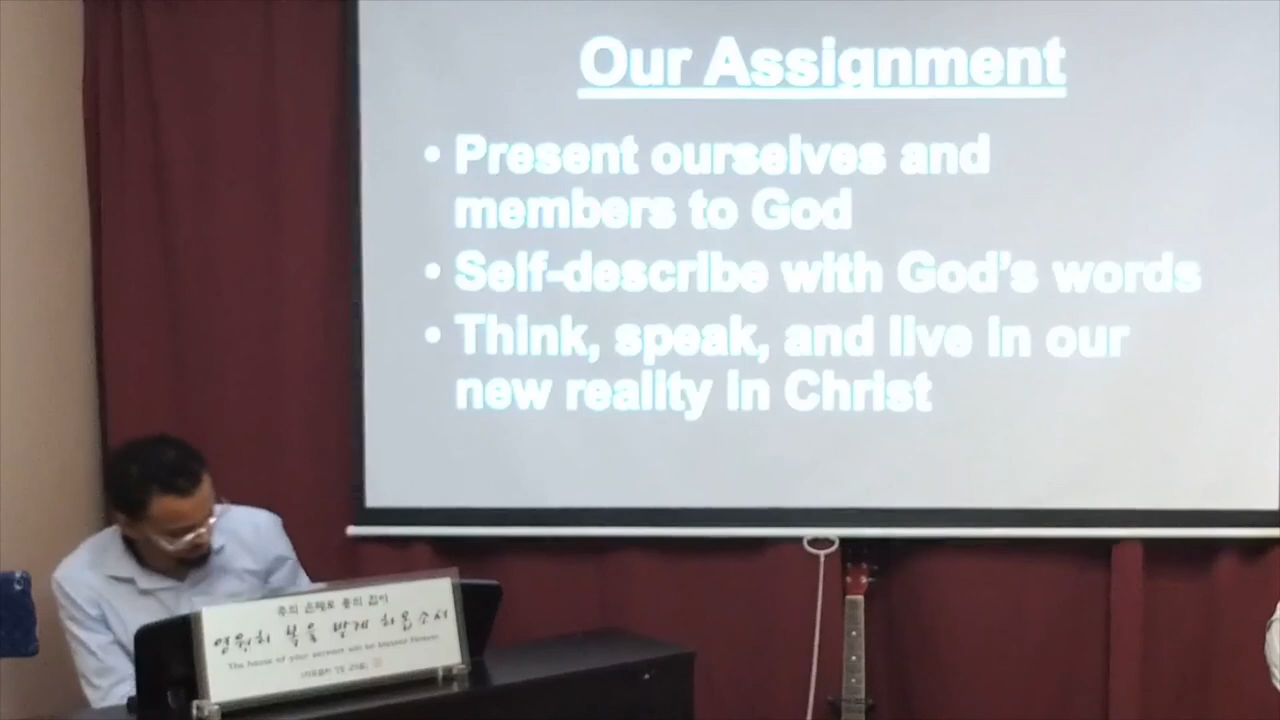 Our Assignment
• Present ourselves and
members to God
• Self-describe with God's words
• Think, speak, and live in our
new reality in Christ
주의 은혜로 종의 집이
영원히 복을 받게 하옵소서
The house of your servant will be blessed forever